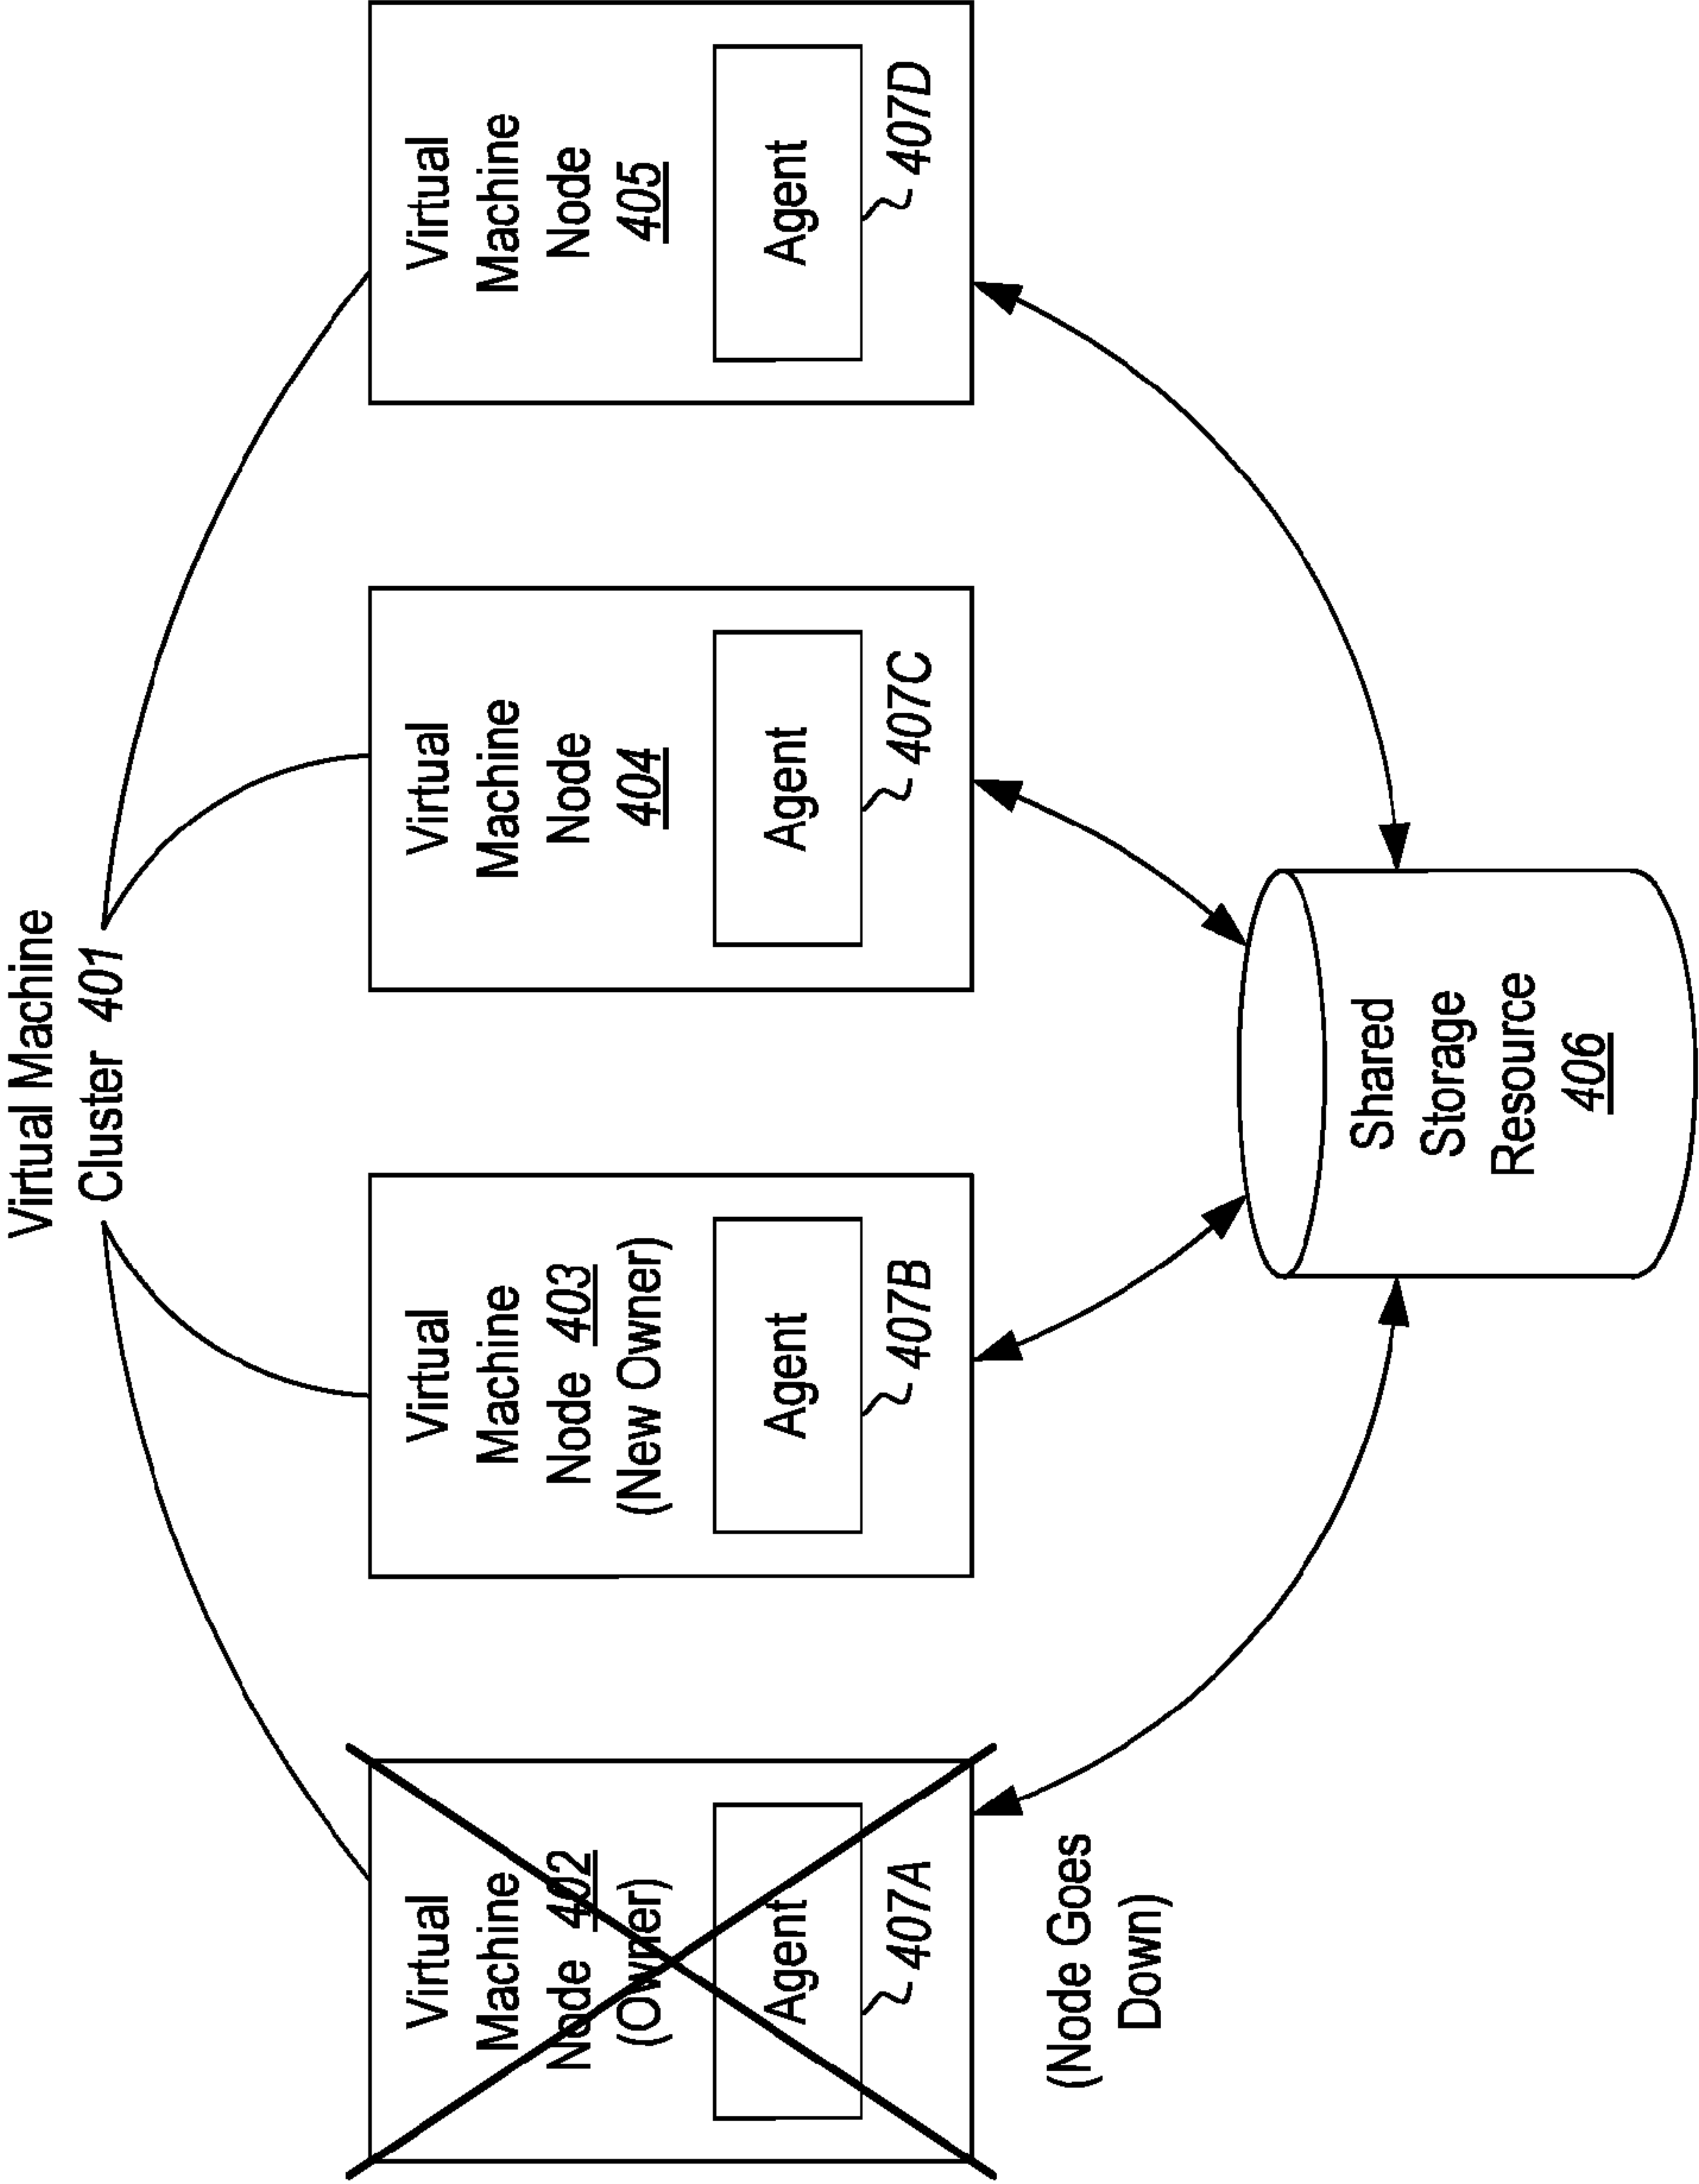 Virtual Machine
Cluster 401
Virtual
Machine
Node 402
(Owner)
Agent
407A
(Node Goes
Down)
Virtual
Machine
Node 403
(New Owner)
Agent
407B
Virtual
Machine
Node
404
Agent
407C
Virtual
Machine
Node
405
Agent
407D
Shared
Storage
Resource
406